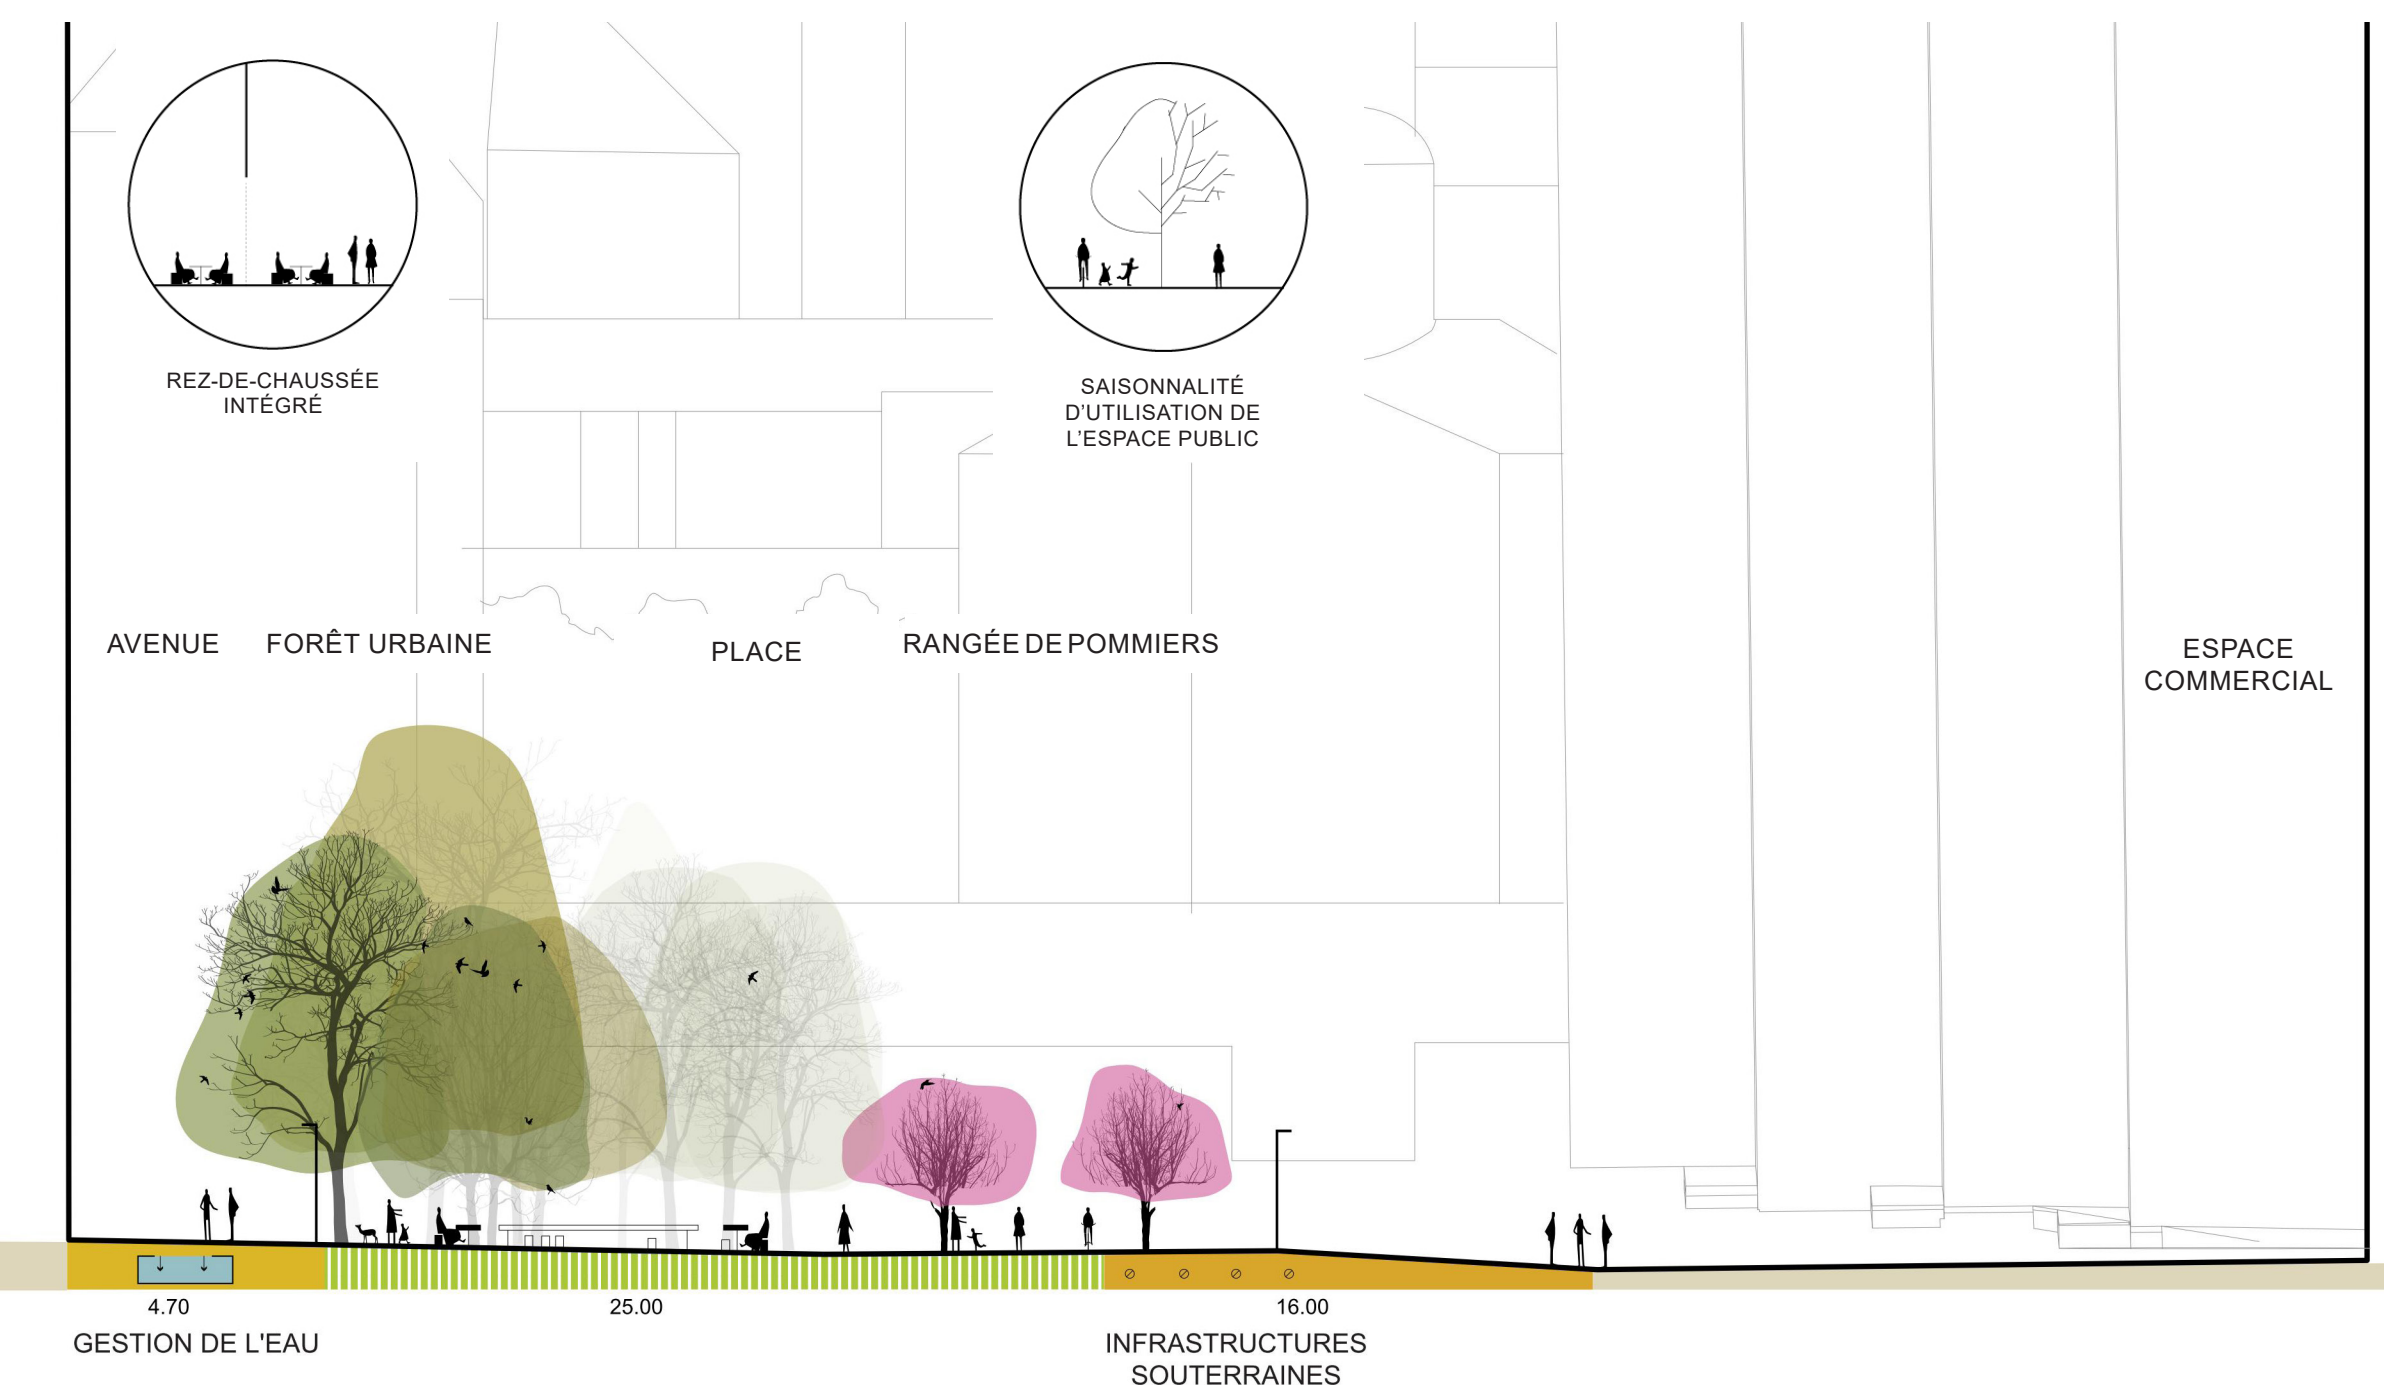 REZ-DE-CHAUSSÉE
INTÉGRÉ
SAISONNALITÉ
D'UTILISATION DE
L'ESPACE PUBLIC
AVENUE
FORÊT URBAINE
PLACE
RANGÉE DE POMMIERS
ESPACE
COMMERCIAL
4.70
25.00
16.00
GESTION DE L'EAU
INFRASTRUCTURES
SOUTERRAINES